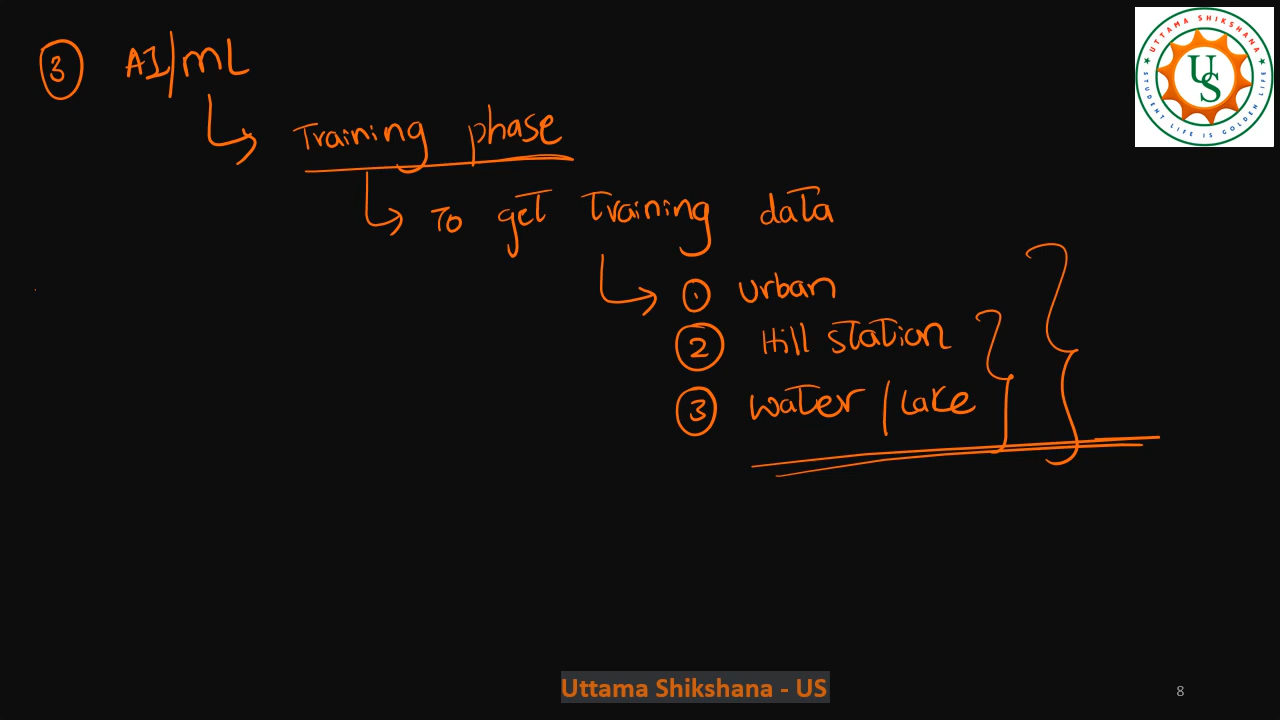 ③ AI/ML
Training phase
To get Training data
① urban
② Hill station
③ water / Lake
UTTAMA SHIKSHANA
US
STUDENT LIFE IS GOLDEN LIFE
Uttama Shikshana - US
8